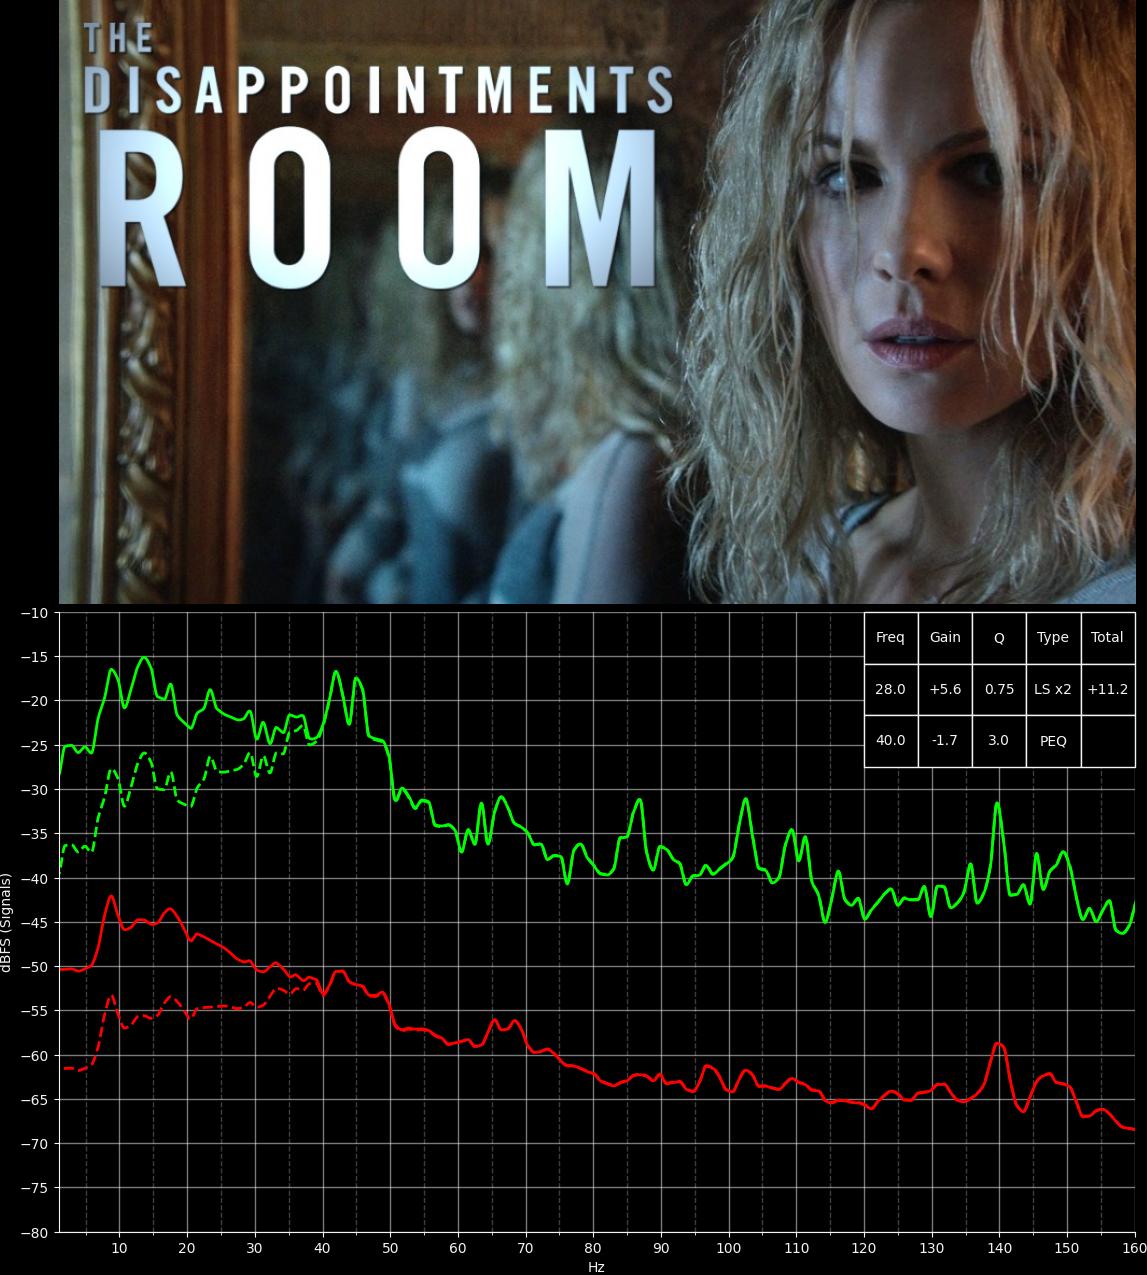 THE
DISAPPOINTMENTS
ROOM
Freq Gain Q Type Total
28.0 +5.6 0.75 LS x2 +11.2
40.0 -1.7 3.0 PEQ
−10
−15
−20
−25
−30
−35
−40
−45
−50
−55
−60
−65
−70
−75
−80
dBFS (Signals)
10 20 30 40 50 60 70 80 90 100 110 120 130 140 150 160
Hz